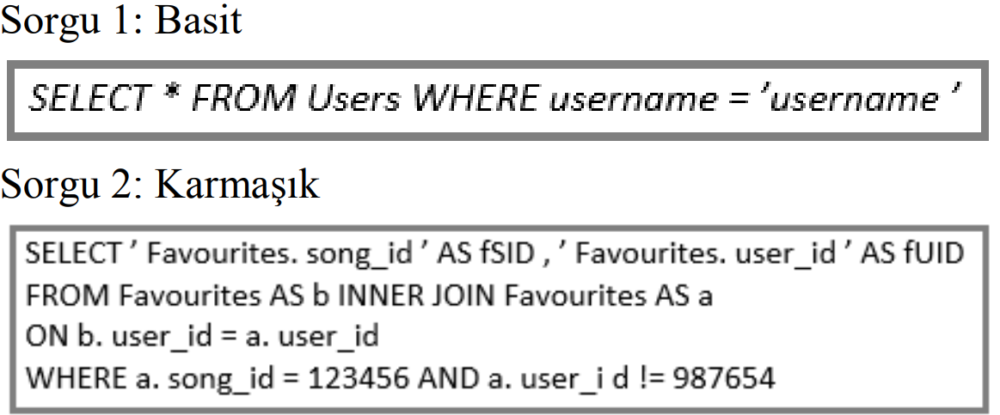 Sorgu 1: Basit
SELECT * FROM Users WHERE username = ’username ’
Sorgu 2: Karmaşık
SELECT ’ Favourites. song_id ’ AS fSID , ’ Favourites. user_id ’ AS fUID
FROM Favourites AS b INNER JOIN Favourites AS a
ON b. user_id = a. user_id
WHERE a. song_id = 123456 AND a. user_i d != 987654